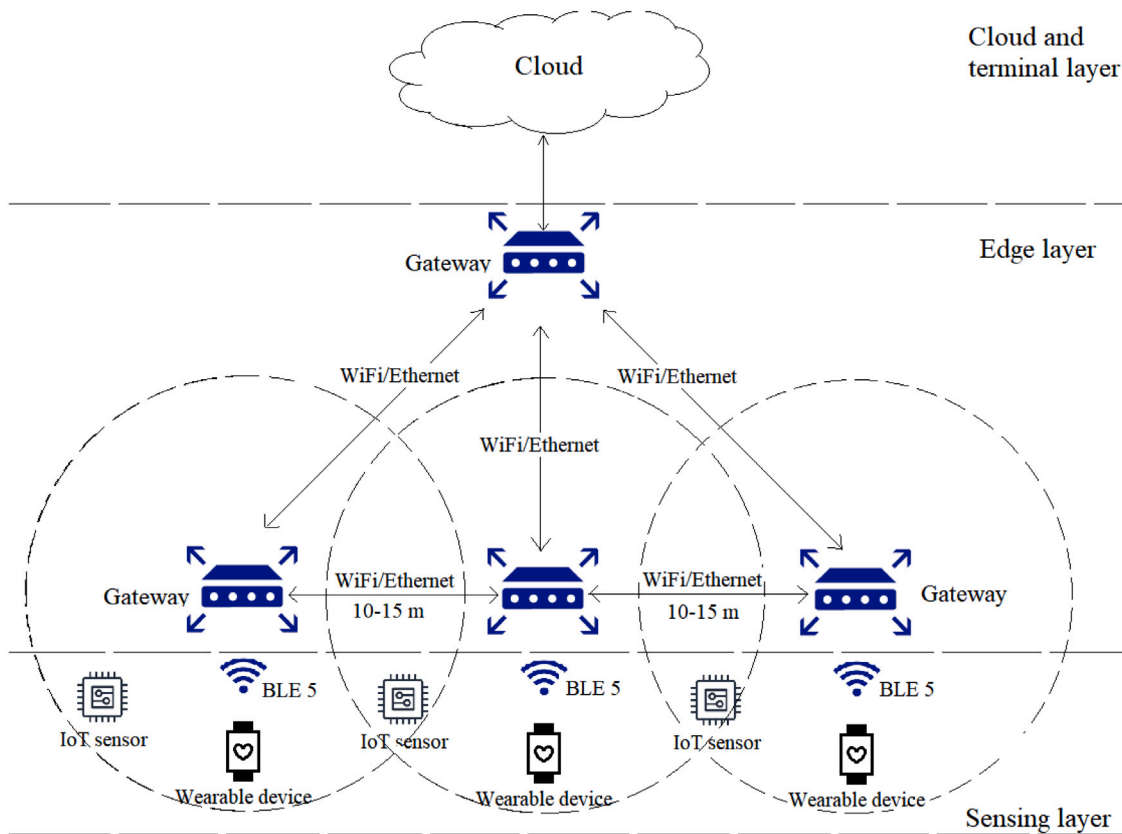 Cloud and
terminal layer
Cloud
Edge layer
Gateway
WiFi/Ethernet
WiFi/Ethernet
WiFi/Ethernet
WiFi/Ethernet
WiFi/Ethernet
Gateway
10-15 m
10-15 m
Gateway
BLE 5
BLE 5
BLE 5
IoT sensor
IoT sensor
IoT sensor
Wearable device
Wearable device
Wearable device
Sensing layer